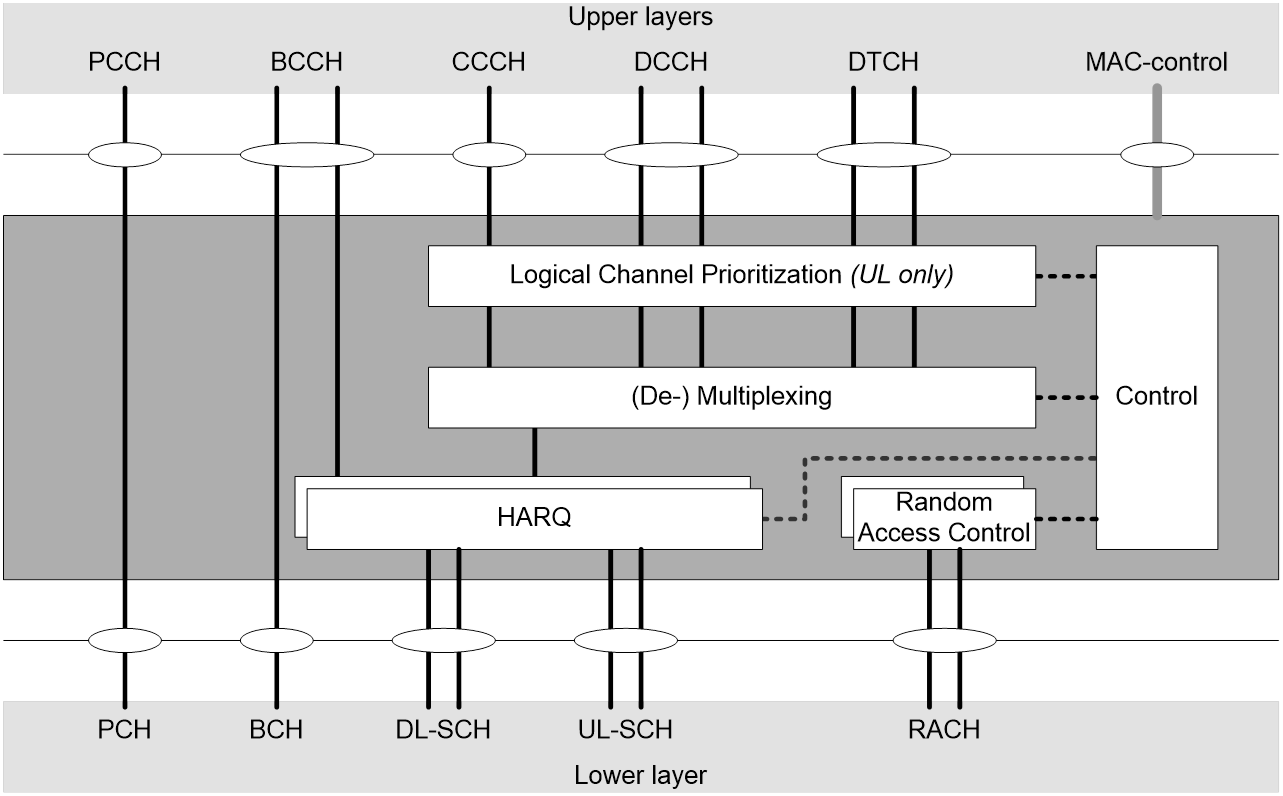 Upper layers
PCCH BCCH CCCH DCCH DTCH MAC-control
Logical Channel Prioritization (UL only)
(De-) Multiplexing
Control
HARQ
Random
Access Control
PCH BCH DL-SCH UL-SCH RACH
Lower layer